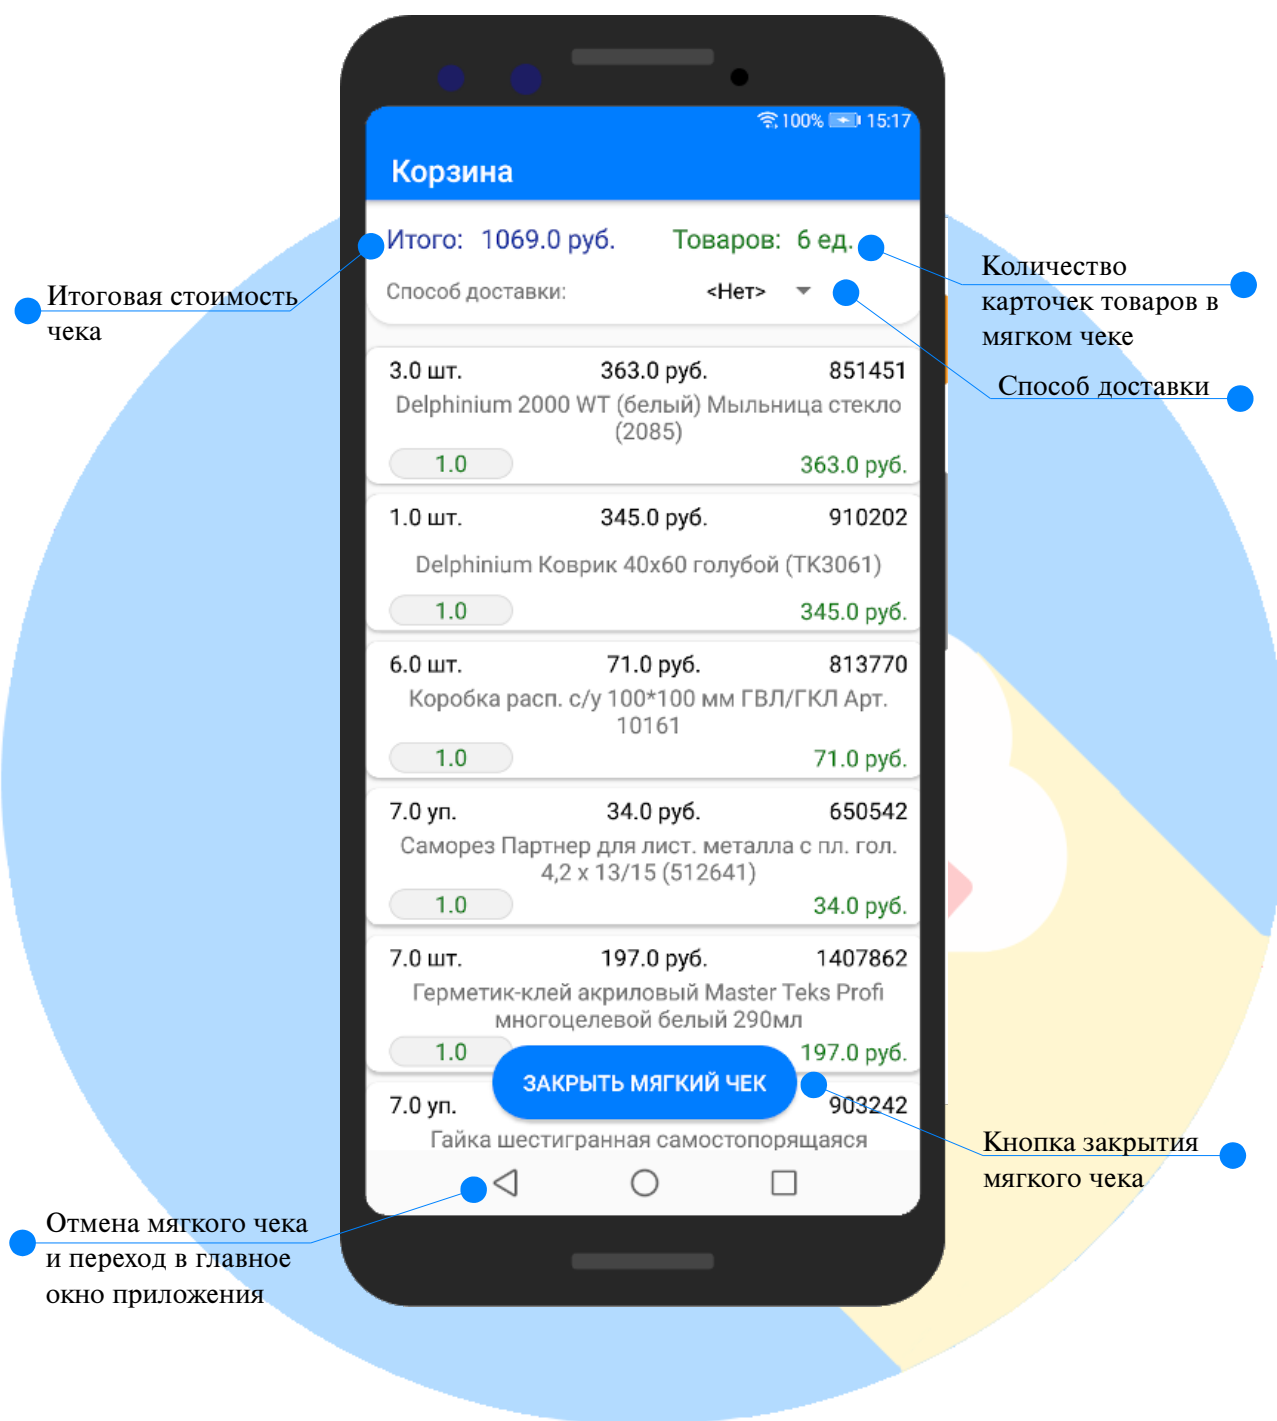 100% 15:17
Корзина
Итого: 1069.0 руб. Товаров: 6 ед.
Способ доставки: <Нет>
3.0 шт. 363.0 руб. 851451
Delphinium 2000 WT (белый) Мыльница стекло
(2085)
1.0 363.0 руб.
1.0 шт. 345.0 руб. 910202
Delphinium Коврик 40x60 голубой (TK3061)
1.0 345.0 руб.
6.0 шт. 71.0 руб. 813770
Коробка расп. с/у 100*100 мм ГВЛ/ГКЛ Арт.
10161
1.0 71.0 руб.
7.0 уп. 34.0 руб. 650542
Саморез Партнер для лист. металла с пл. гол.
4,2 x 13/15 (512641)
1.0 34.0 руб.
7.0 шт. 197.0 руб. 1407862
Герметик-клей акриловый Master Teks Profi
многоцелевой белый 290мл
1.0 197.0 руб.
ЗАКРЫТЬ МЯГКИЙ ЧЕК
7.0 уп. 903242
Гайка шестигранная самостопорящаяся
Итоговая стоимость
чека
Количество
карточек товаров в
мягком чеке
Способ доставки
Кнопка закрытия
мягкого чека
Отмена мягкого чека
и переход в главное
окно приложения